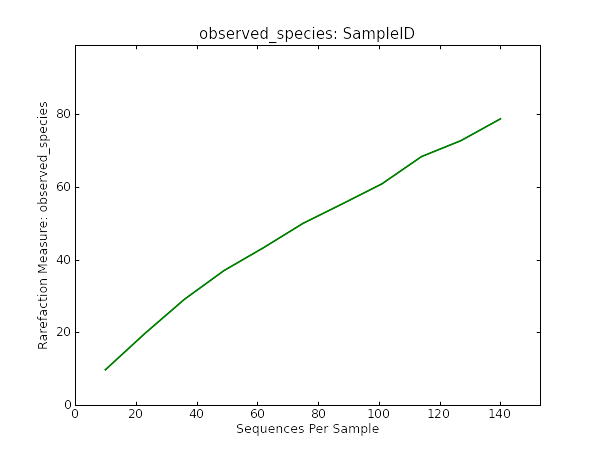 observed_species: SampleID
Rarefaction Measure: observed_species
80
60
40
20
0
0 20 40 60 80 100 120 140
Sequences Per Sample